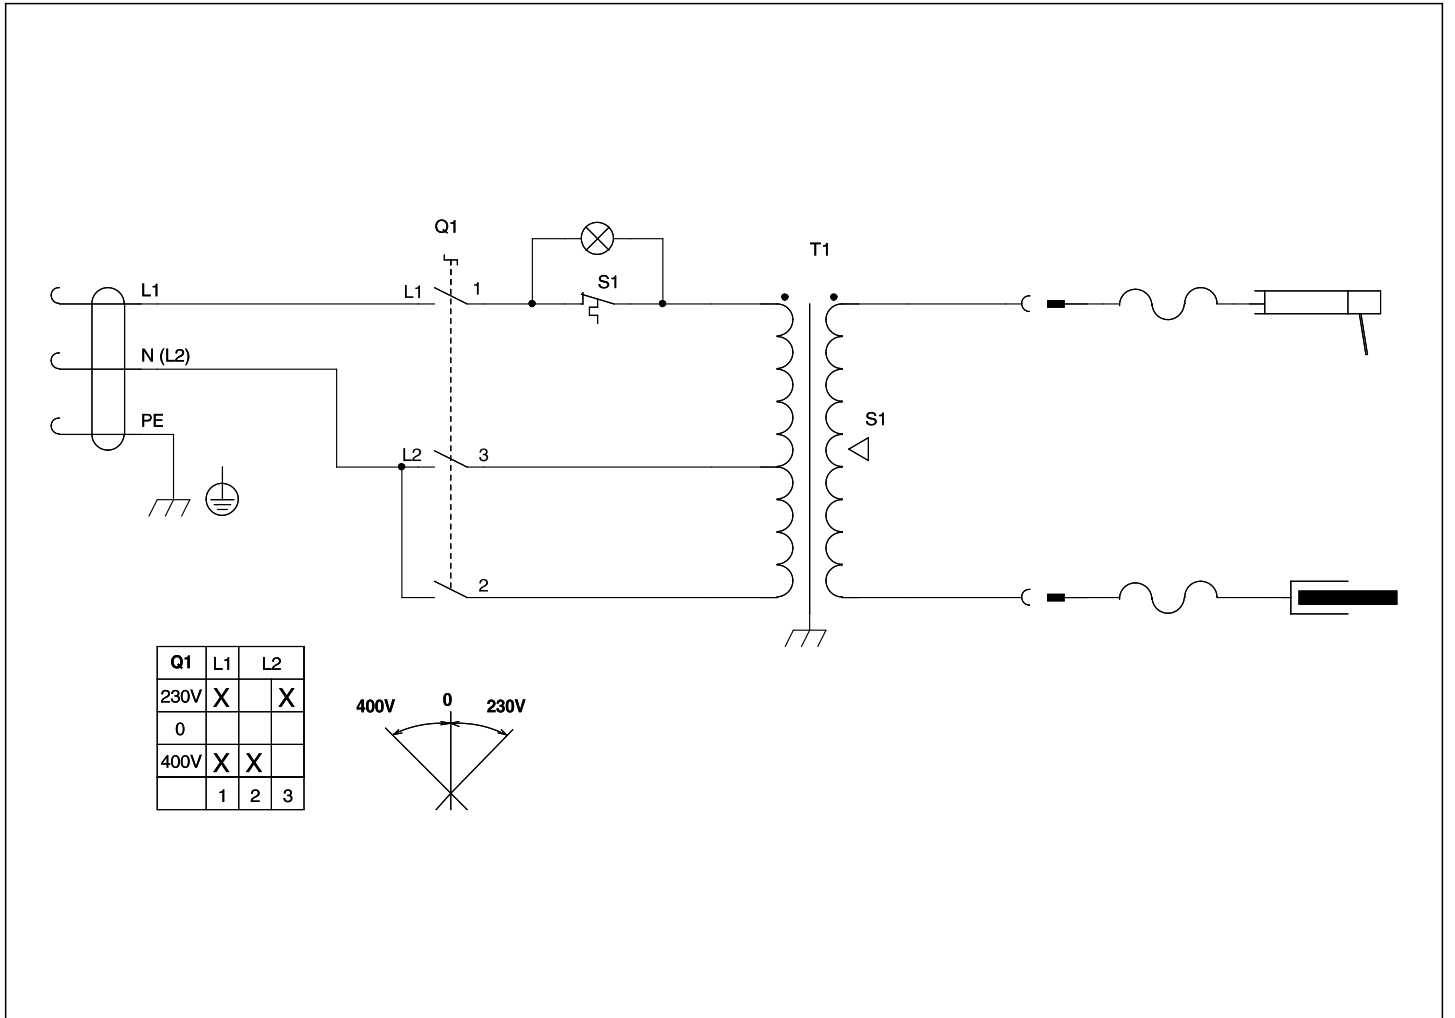 Q1
T1
S1
L1
L1 1
N (L2)
S1
PE
L2 3
2
Q1 L1 L2
230V X X
0
400V X X
1 2 3
400V 0 230V